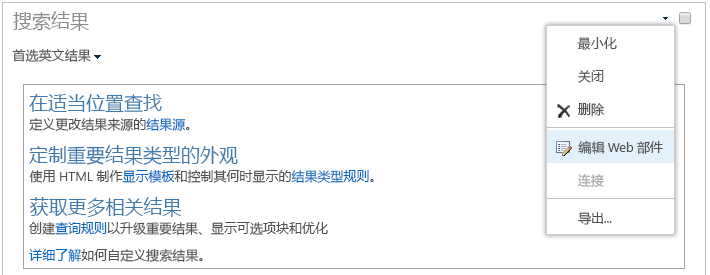 搜索结果
首选英文结果
在适当位置查找
定义更改结果来源的结果源。
定制重要结果类型的外观
使用 HTML 制作显示模板和控制其何时显示的结果类型规则。
获取更多相关结果
创建查询规则以升级重要结果、显示可选项块和优化
详细了解如何自定义搜索结果。
最小化
关闭
删除
编辑 Web 部件
连接
导出...